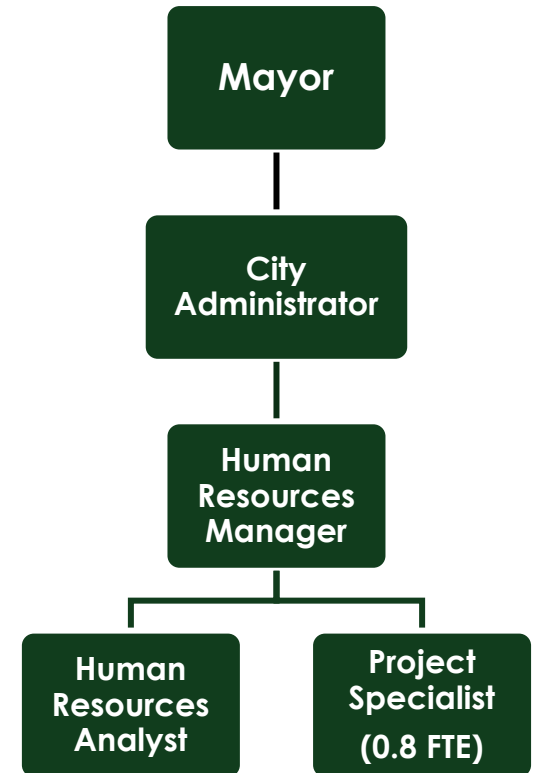 Mayor
City
Administrator
Human
Resources
Manager
Human
Resources
Analyst
Project
Specialist
(0.8 FTE)